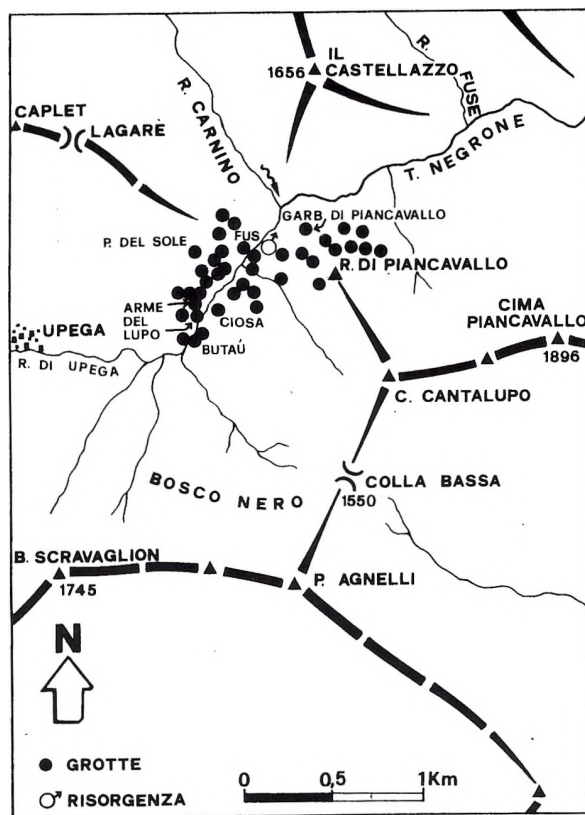 IL
1656 CASTELLAZZO
R. FUSE
CAPLET
LAGARÈ
R. CARNINO
T. NEGRONE
GARB. DI PIANCAVALLO
P. DEL SOLE
FUS
R. DI PIANCAVALLO
ARME
DEL
LUPO
CIOSA
CIMA
PIANCAVALLO
1896
UPEGA
BUTAÚ
R. DI UPEGA
C. CANTALUPO
BOSCO NERO
COLLA BASSA
1550
B. SCRAVAGLION
1745
P. AGNELLI
N
GROTTE
RISORGENZA
0 0,5 1Km